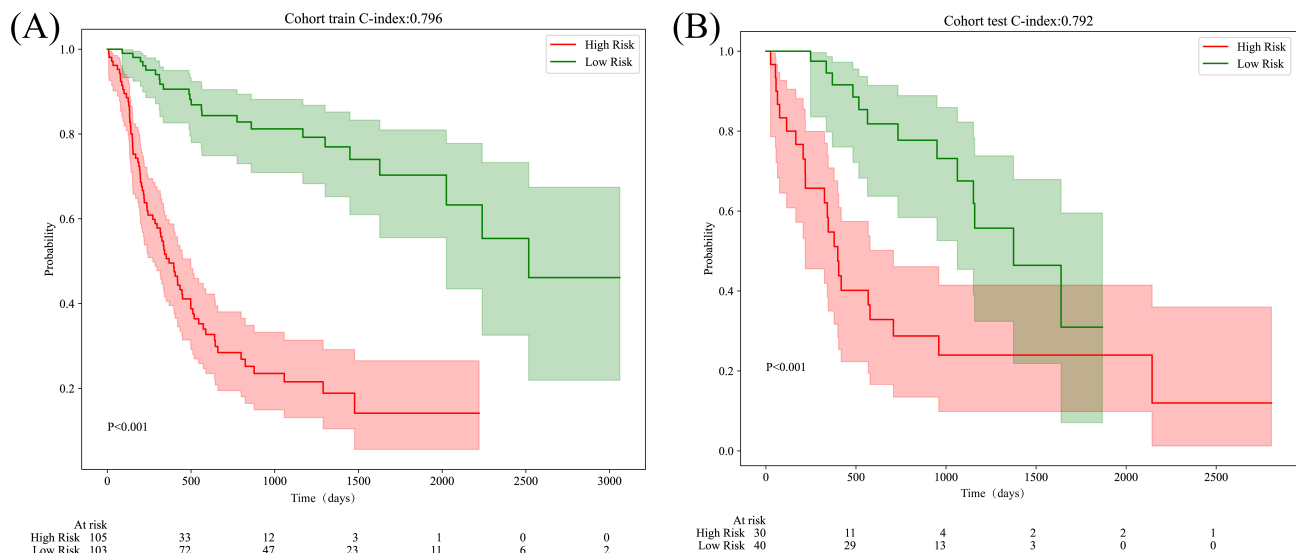 (A)
Cohort train C-index:0.796
High Risk
Low Risk
1.0
0.8
0.6
0.4
0.2
Probability
P<0.001
0 500 1000 1500 2000 2500 3000
Time（days）
At risk
High Risk 105 33 12 3 1 0 0
Low Risk 103 72 47 23 11 6 2
(B)
Cohort test C-index:0.792
High Risk
Low Risk
1.0
0.8
0.6
0.4
0.2
0.0
Probability
P<0.001
0 500 1000 1500 2000 2500
Time（days）
At risk
High Risk 30 11 4 2 2 1
Low Risk 40 29 13 3 0 0